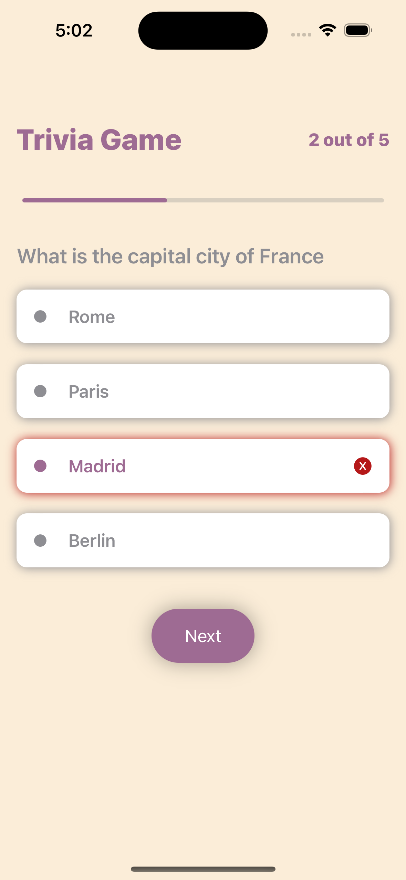 5:02
Trivia Game
2 out of 5
What is the capital city of France
Rome
Paris
Madrid
X
Berlin
Next